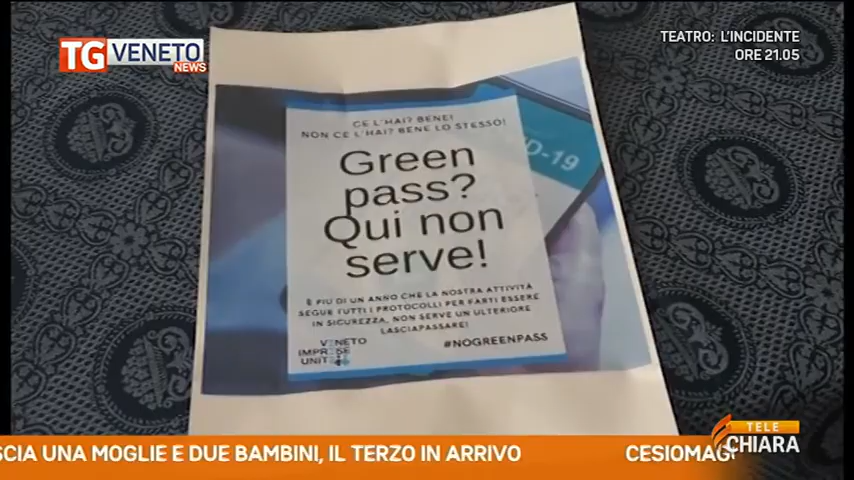 TG VENETO
NEWS
TEATRO: L'INCIDENTE
ORE 21.05
CE L'HAI? BENE!
NON CE L'HAI? BENE LO STESSO!
D-19
Green
pass?
Qui non
serve!
È PIÙ DI UN ANNO CHE LA NOSTRA ATTIVITÀ
SEGUE TUTTI I PROTOCOLLI PER FARTI ESSERE
IN SICUREZZA, NON SERVE UN ULTERIORE
LASCIAPASSARE!
VENETO
IMPRESE
UNITE
#NOGREENPASS
TELE
CHIARA
SCIA UNA MOGLIE E DUE BAMBINI, IL TERZO IN ARRIVO
CESIOMAG